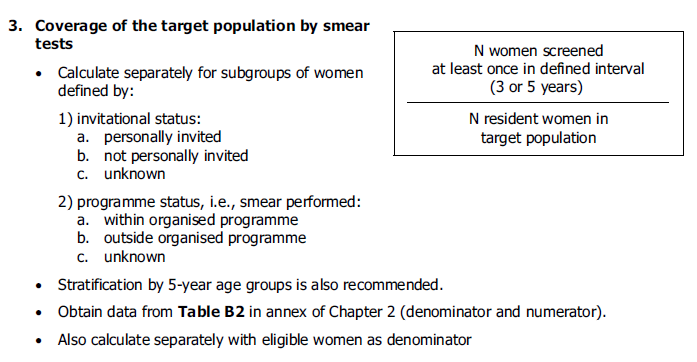 3. Coverage of the target population by smear
tests
• Calculate separately for subgroups of women
defined by:
1) invitational status:
a. personally invited
b. not personally invited
c. unknown
2) programme status, i.e., smear performed:
a. within organised programme
b. outside organised programme
c. unknown
N women screened
at least once in defined interval
(3 or 5 years)
N resident women in
target population
• Stratification by 5-year age groups is also recommended.
• Obtain data from Table B2 in annex of Chapter 2 (denominator and numerator).
• Also calculate separately with eligible women as denominator